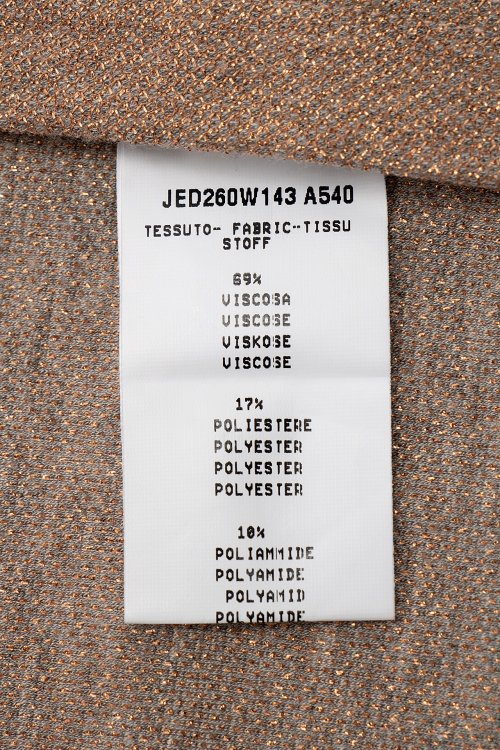 JED260W143 A540
TESSUTO- FABRIC-TISSU
STOFF
69%
VISCOSA
VISCOSE
VISKOSE
VISCOSE
17%
POLIESTERE
POLYESTER
POLYESTER
POLYESTER
10%
POLIAMMIDE
POLYAMIDE
POLYAMID
POLYAMIDE